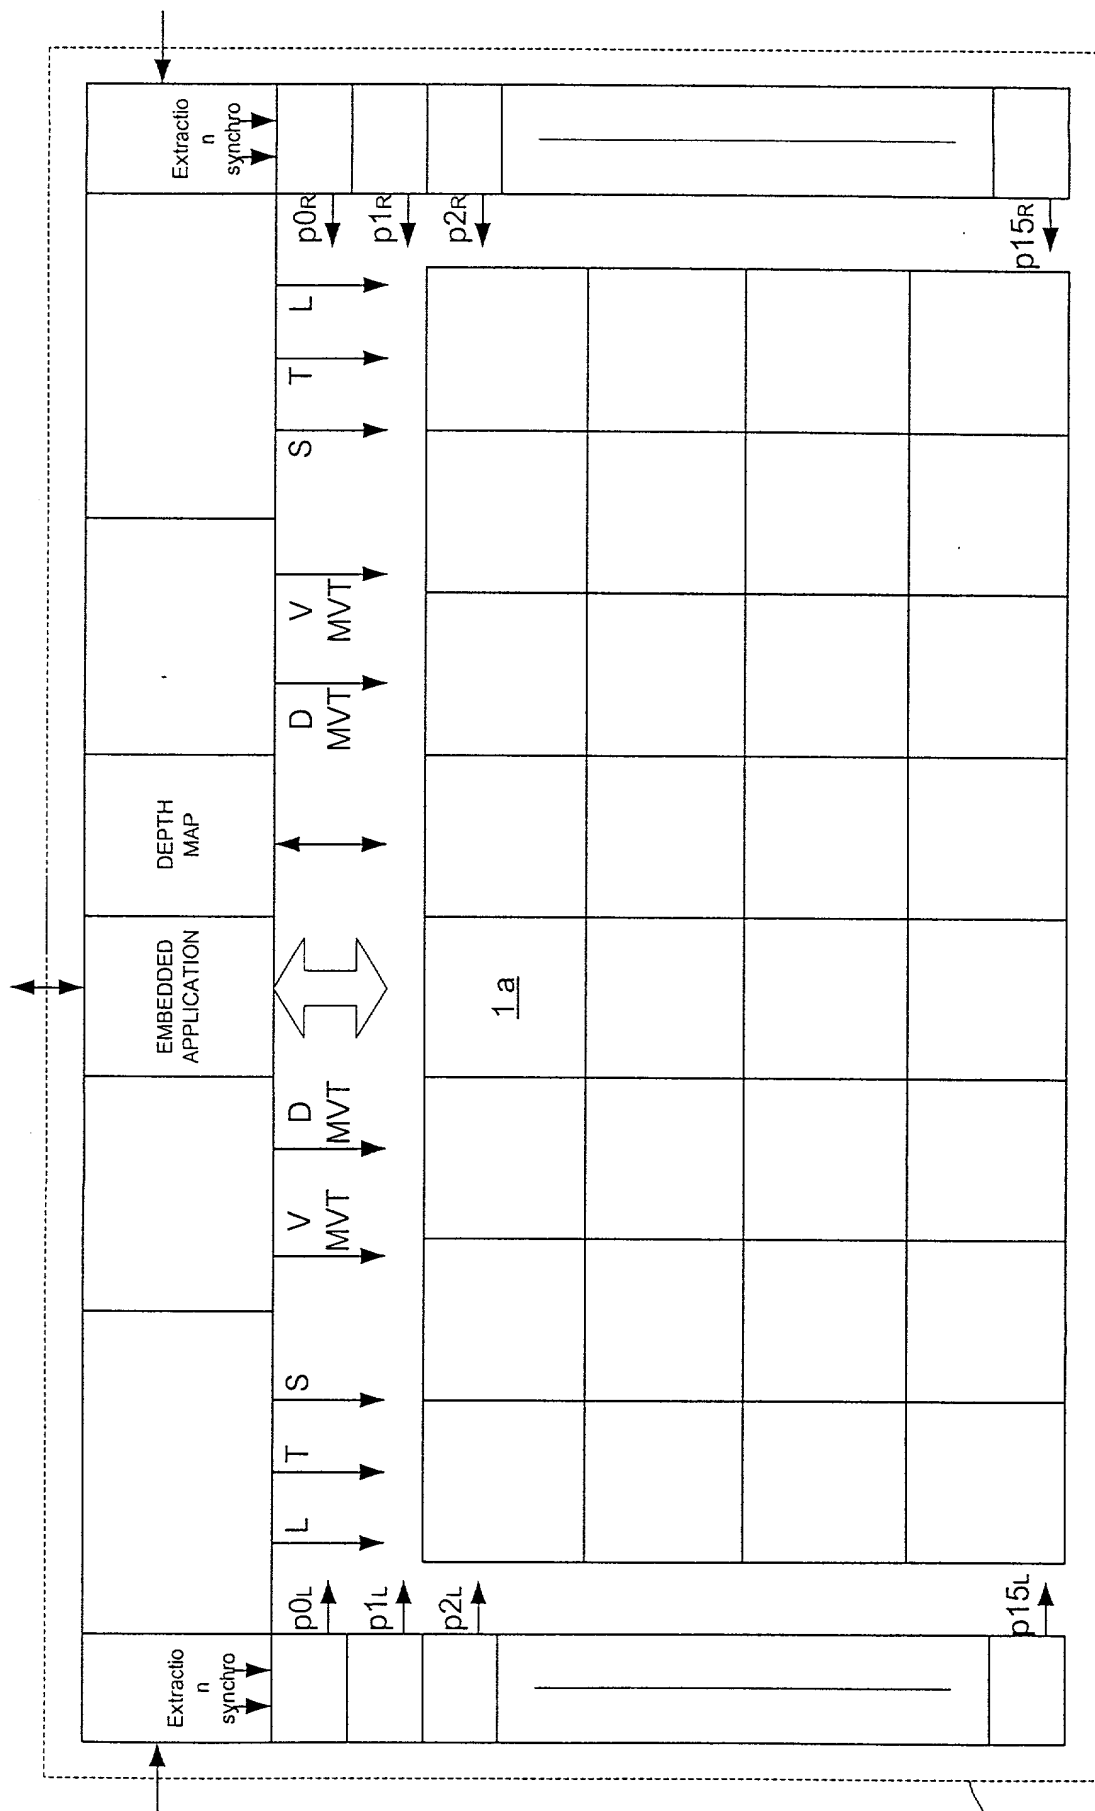 Extractio
n
synchro
EMBEDDED
APPLICATION
DEPTH
MAP
Extractio
n
synchro
p0L
L
T
S
V
MVT
D
MVT
D
MVT
V
MVT
S
T
L
p0R
p1L
p1R
p2L
p2R
1a
p15L
p15R